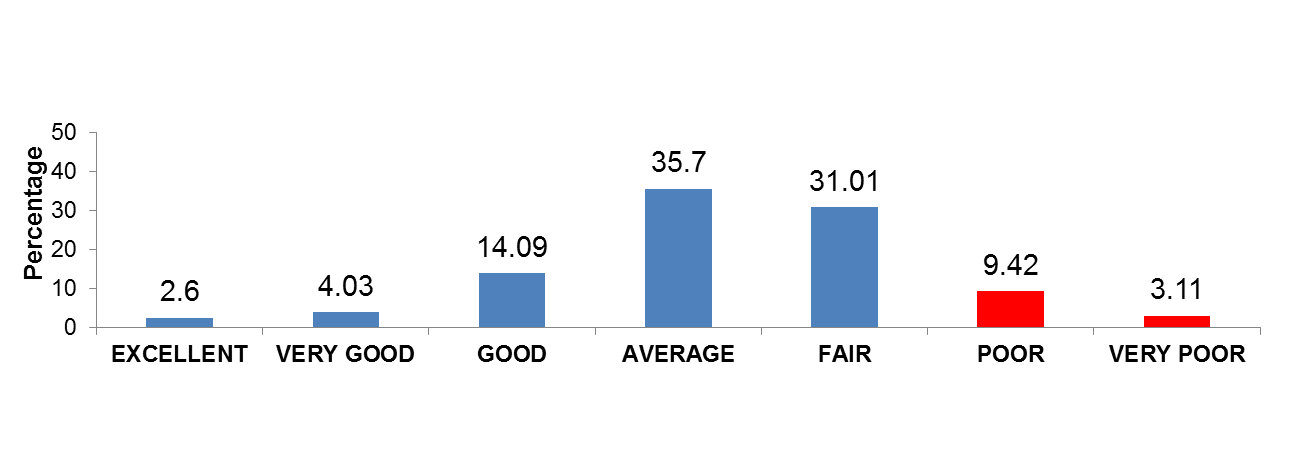 Percentage
50
40
30
20
10
0
2.6
4.03
14.09
35.7
31.01
9.42
3.11
EXCELLENT
VERY GOOD
GOOD
AVERAGE
FAIR
POOR
VERY POOR